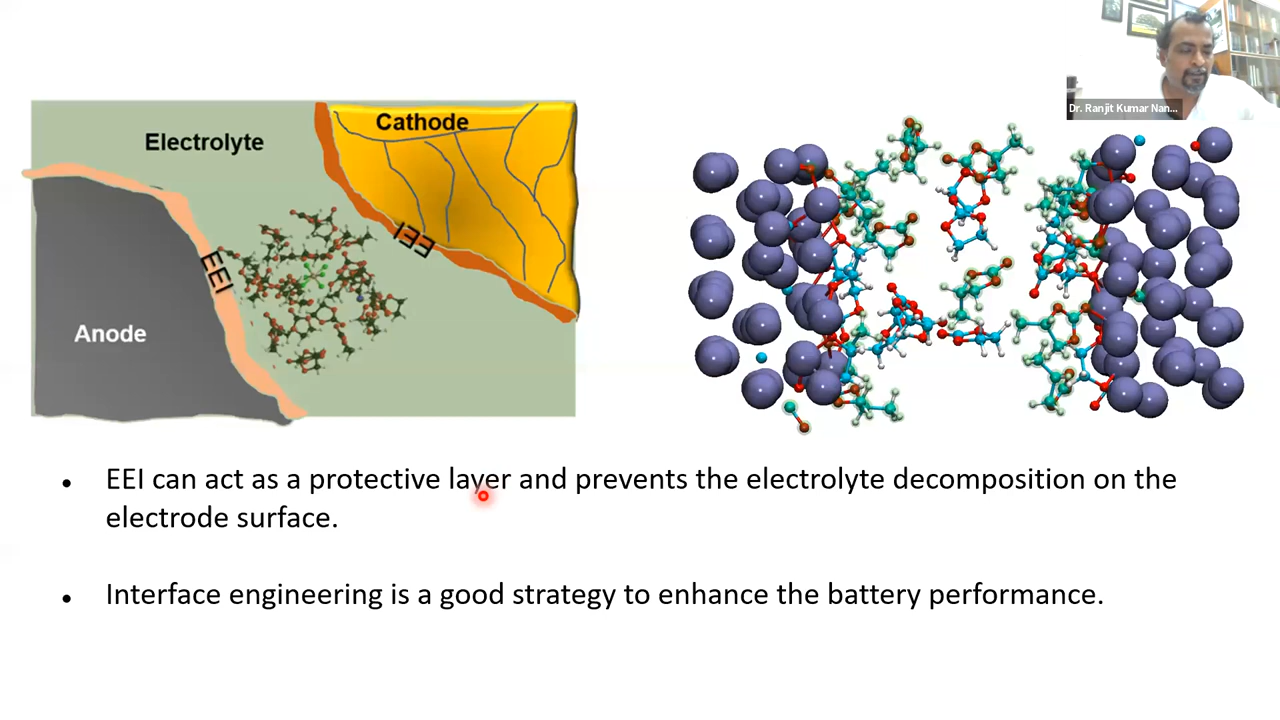 Dr. Ranjit Kumar Nan...
Electrolyte
Cathode
EEI
EEI
Anode
• EEI can act as a protective layer and prevents the electrolyte decomposition on the
electrode surface.
• Interface engineering is a good strategy to enhance the battery performance.